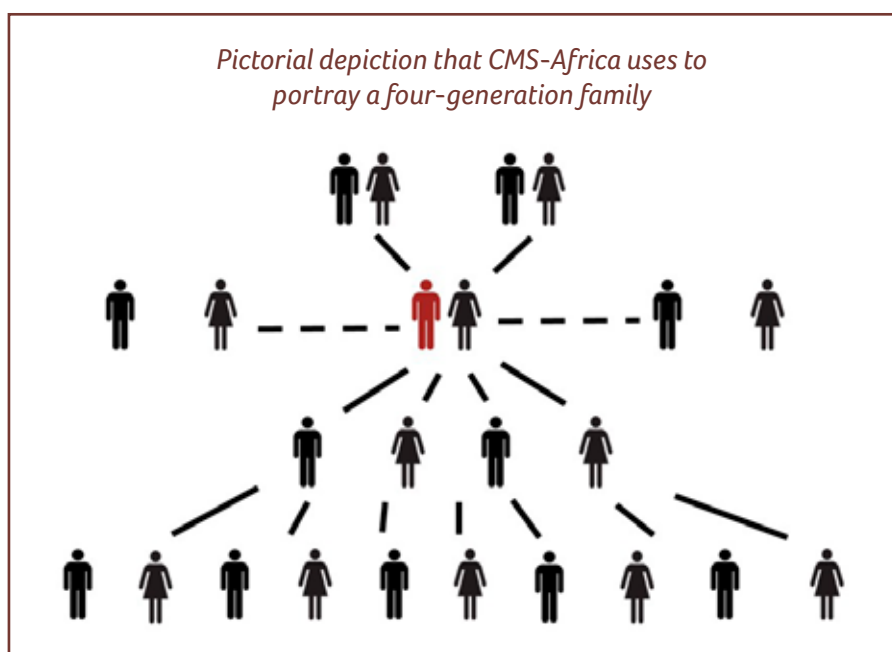 Pictorial depiction that CMS-Africa uses to
portray a four-generation family